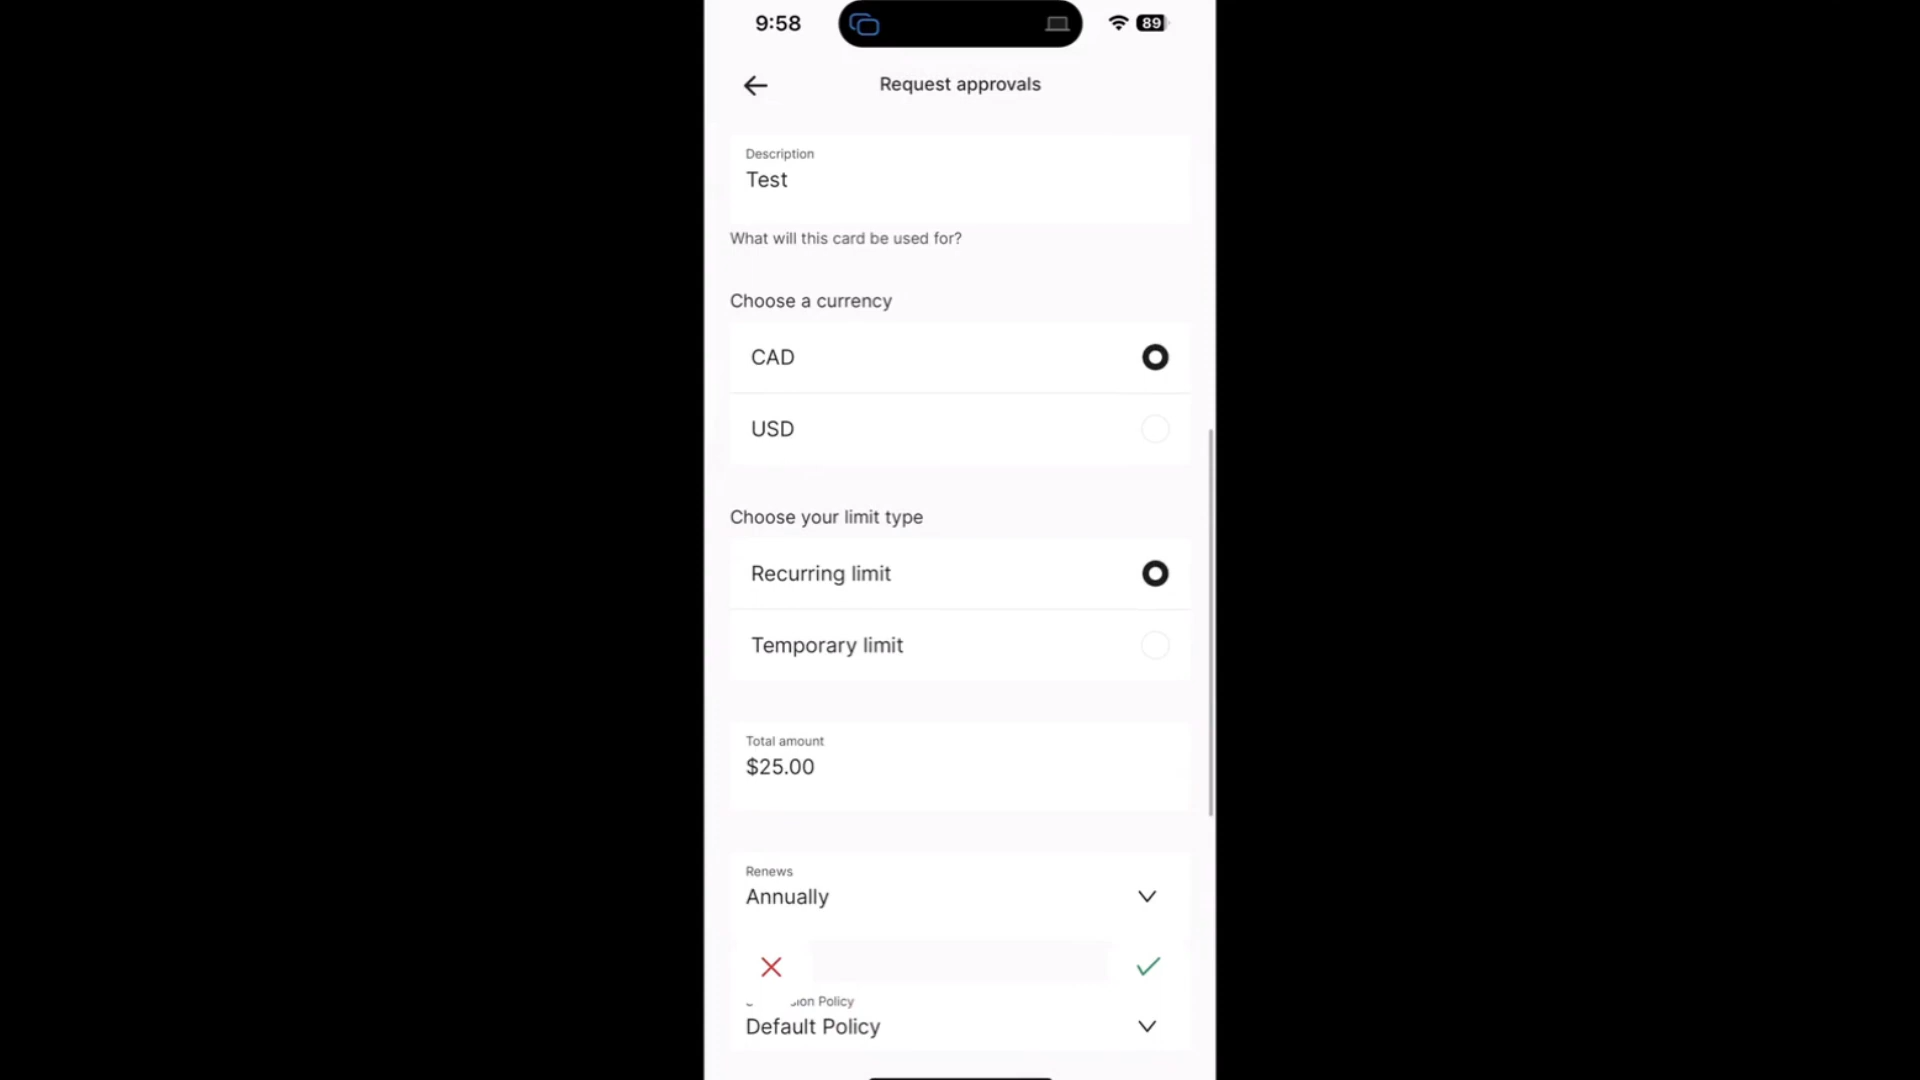 9:58
89
Request approvals
Description
Test
What will this card be used for?
Choose a currency
CAD
USD
Choose your limit type
Recurring limit
Temporary limit
Total amount
$25.00
Renews
Annually
Policy
Default Policy